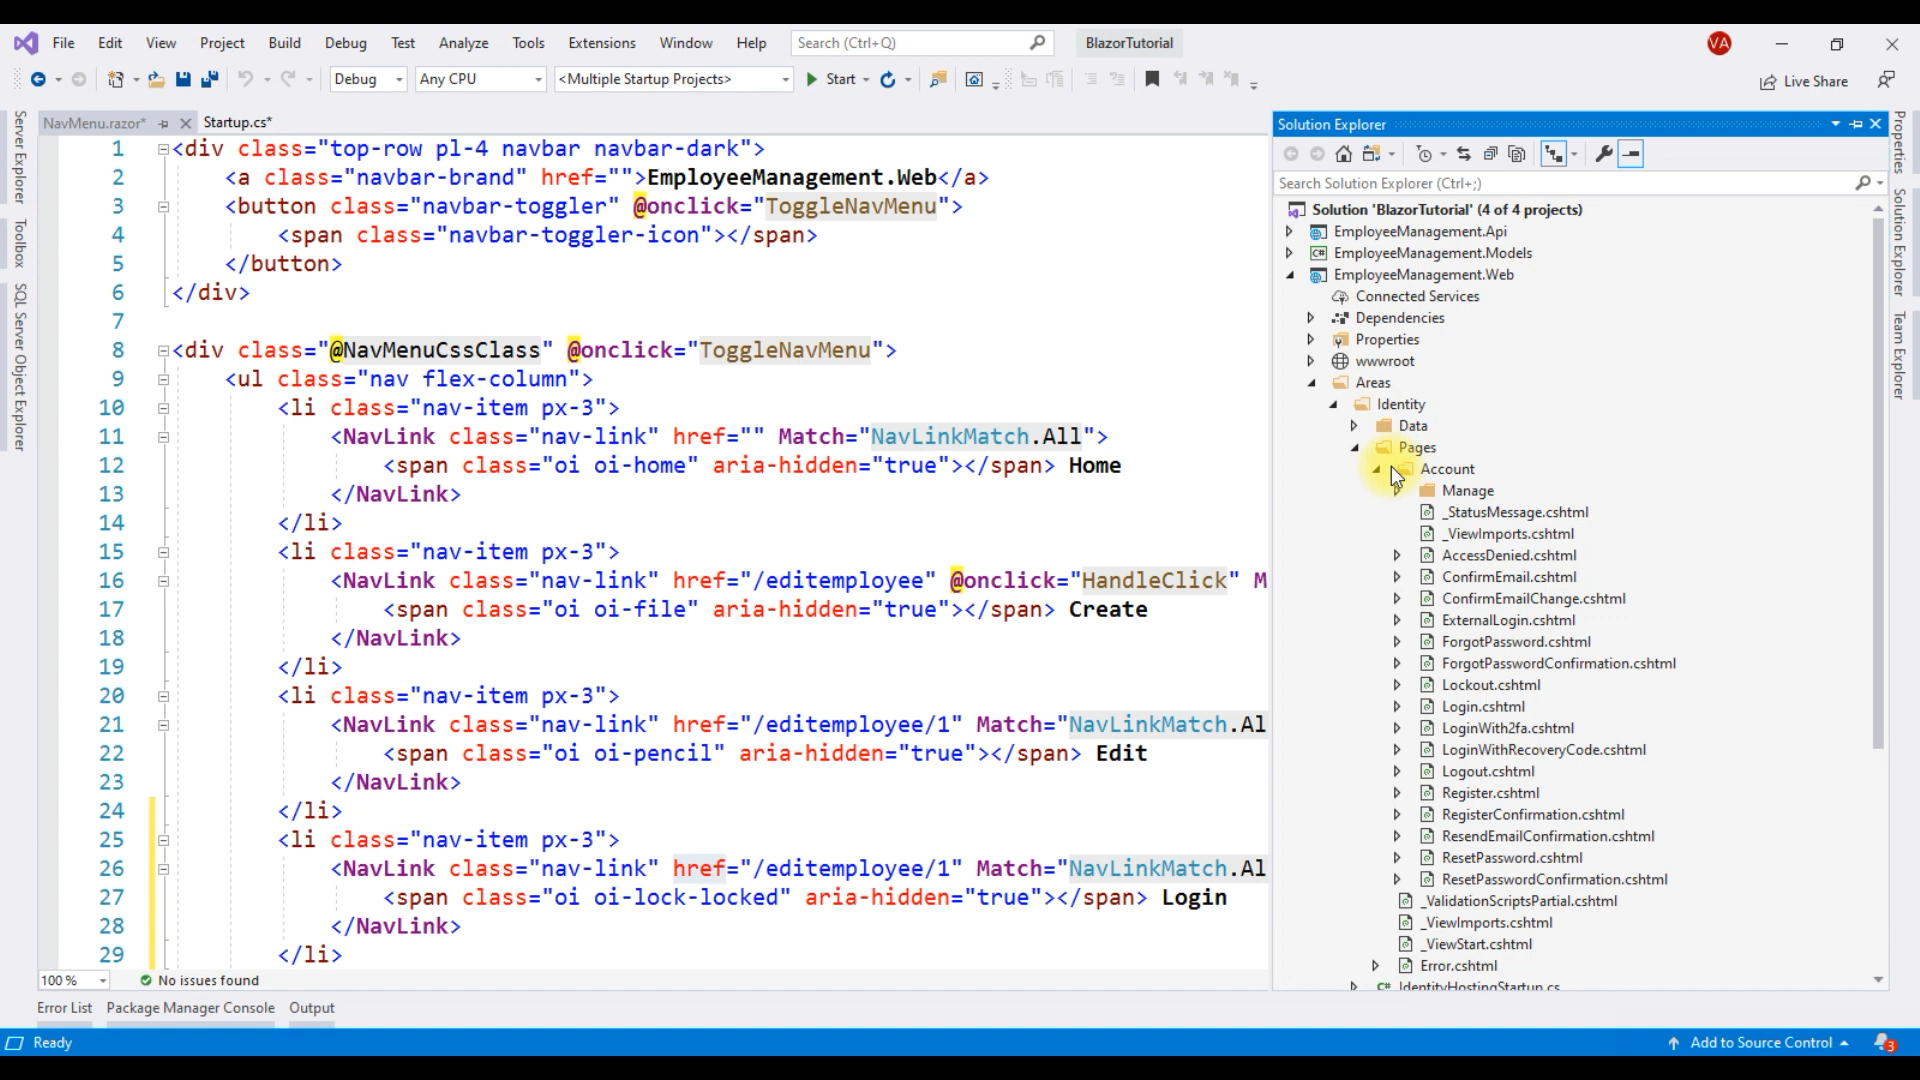 File Edit View Project Build Debug Test Analyze Tools Extensions Window Help Search (Ctrl+Q) BlazorTutorial VA
Debug Any CPU <Multiple Startup Projects> Start Live Share
Server Explorer
Toolbox
SQL Server Object Explorer
NavMenu.razor* Startup.cs*
1 <div class="top-row pl-4 navbar navbar-dark">
2 <a class="navbar-brand" href="">EmployeeManagement.Web</a>
3 <button class="navbar-toggler" @onclick="ToggleNavMenu">
4 <span class="navbar-toggler-icon"></span>
5 </button>
6 </div>
7
8 <div class="@NavMenuCssClass" @onclick="ToggleNavMenu">
9 <ul class="nav flex-column">
10 <li class="nav-item px-3">
11 <NavLink class="nav-link" href="" Match="NavLinkMatch.All">
12 <span class="oi oi-home" aria-hidden="true"></span> Home
13 </NavLink>
14 </li>
15 <li class="nav-item px-3">
16 <NavLink class="nav-link" href="/editemployee" @onclick="HandleClick" M
17 <span class="oi oi-file" aria-hidden="true"></span> Create
18 </NavLink>
19 </li>
20 <li class="nav-item px-3">
21 <NavLink class="nav-link" href="/editemployee/1" Match="NavLinkMatch.Al
22 <span class="oi oi-pencil" aria-hidden="true"></span> Edit
23 </NavLink>
24 </li>
25 <li class="nav-item px-3">
26 <NavLink class="nav-link" href="/editemployee/1" Match="NavLinkMatch.Al
27 <span class="oi oi-lock-locked" aria-hidden="true"></span> Login
28 </NavLink>
29 </li>
100 % No issues found
Solution Explorer
Search Solution Explorer (Ctrl+;)
Solution 'BlazorTutorial' (4 of 4 projects)
EmployeeManagement.Api
EmployeeManagement.Models
EmployeeManagement.Web
Connected Services
Dependencies
Properties
wwwroot
Areas
Identity
Data
Pages
Account
Manage
_StatusMessage.cshtml
_ViewImports.cshtml
AccessDenied.cshtml
ConfirmEmail.cshtml
ConfirmEmailChange.cshtml
ExternalLogin.cshtml
ForgotPassword.cshtml
ForgotPasswordConfirmation.cshtml
Lockout.cshtml
Login.cshtml
LoginWith2fa.cshtml
LoginWithRecoveryCode.cshtml
Logout.cshtml
Register.cshtml
RegisterConfirmation.cshtml
ResendEmailConfirmation.cshtml
ResetPassword.cshtml
ResetPasswordConfirmation.cshtml
_ValidationScriptsPartial.cshtml
_ViewImports.cshtml
_ViewStart.cshtml
Error.cshtml
C# IdentityHostingStartup.cs
Properties
Solution Explorer
Team Explorer
Error List Package Manager Console Output
Ready Add to Source Control 3